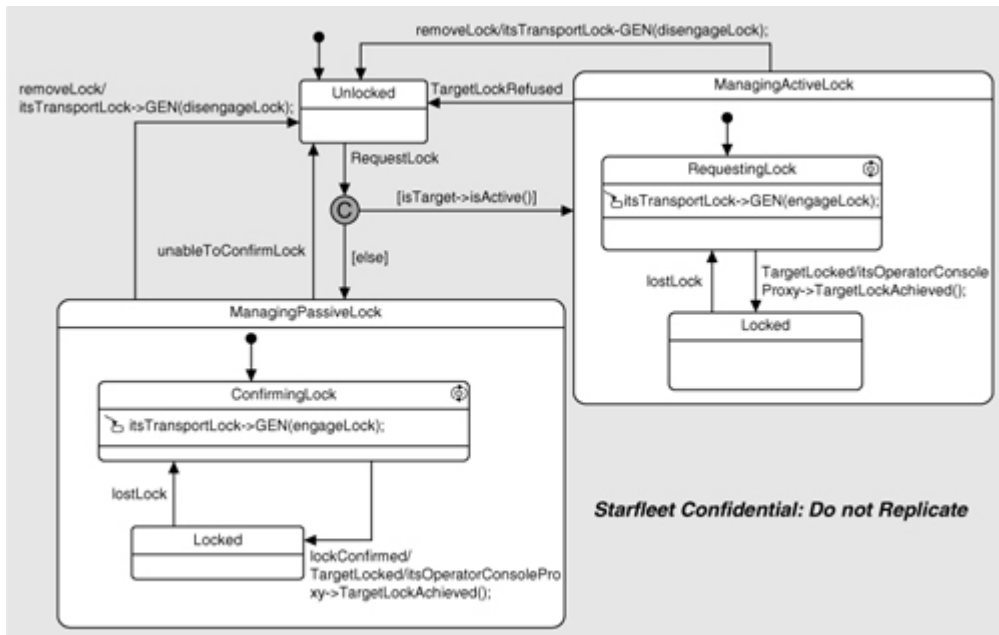 removeLock/itsTransportLock-GEN(disengageLock);
removeLock/
itsTransportLock->GEN(disengageLock);
Unlocked
TargetLockRefused
ManagingActiveLock
RequestLock
RequestingLock
C
[isTarget->isActive()]
itsTransportLock->GEN(engageLock);
unableToConfirmLock
[else]
lostLock
TargetLocked/itsOperatorConsole
Proxy->TargetLockAchieved();
ManagingPassiveLock
Locked
ConfirmingLock
itsTransportLock->GEN(engageLock);
lostLock
Starfleet Confidential: Do not Replicate
Locked
lockConfirmed/
TargetLocked/itsOperatorConsolePro
xy->TargetLockAchieved();